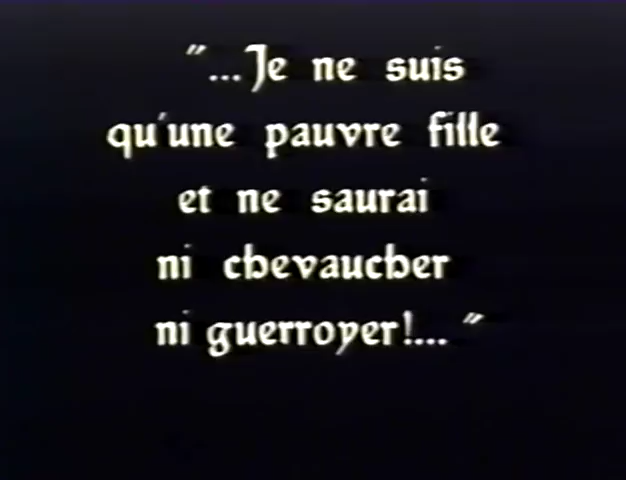 "...Je ne suis
qu'une pauvre fille
et ne saurai
ni chevaucher
ni guerroyer!..."